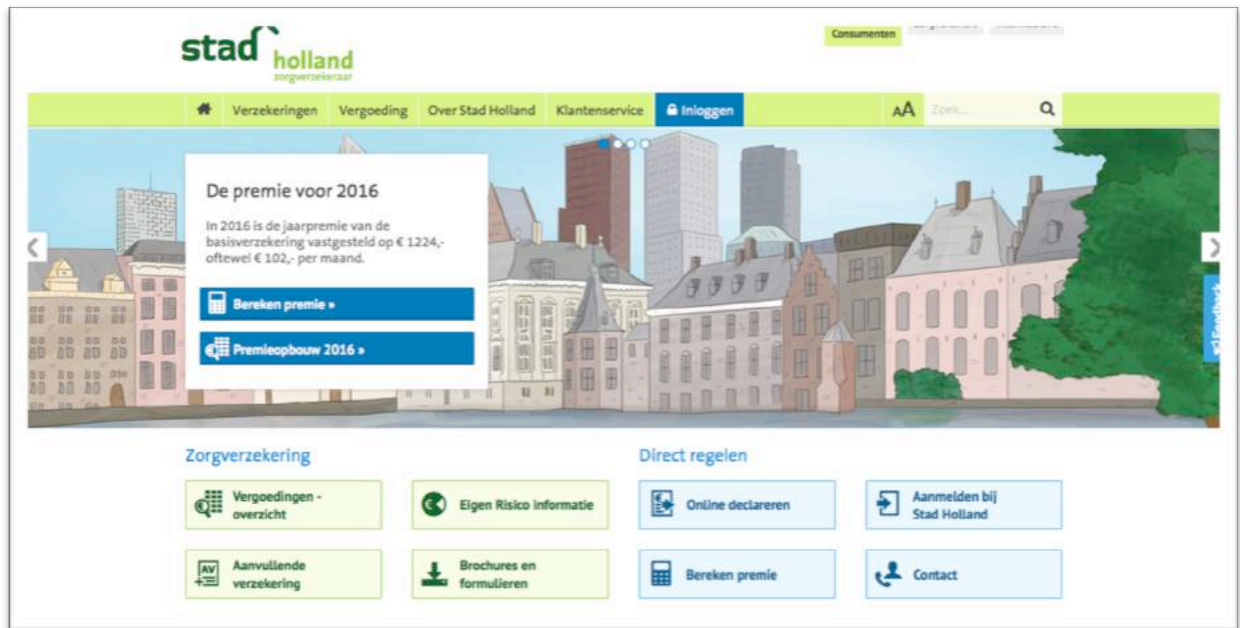 stad
holland
zorgverzekeraar
Consumenten
Verzekeringen Vergoeding Over Stad Holland Klantenservice Inloggen AA Zoek...
De premie voor 2016
In 2016 is de jaarpremie van de
basisverzekering vastgesteld op € 1224,-
oftewel € 102,- per maand.
Bereken premie »
Premieopbouw 2016 »
Feedback
Zorgverzekering
Vergoedingen -
overzicht
Eigen Risico informatie
AV
Aanvullende
verzekering
Brochures en
formulieren
Direct regelen
Online declareren
Aanmelden bij
Stad Holland
Bereken premie
Contact